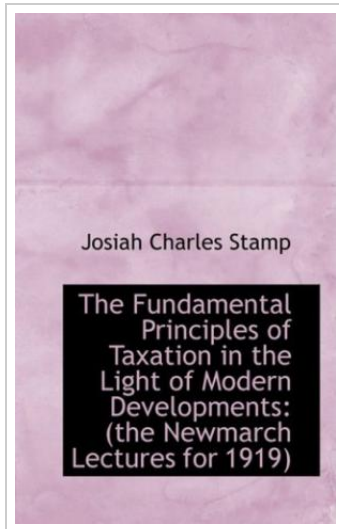 Josiah Charles Stamp
The Fundamental
Principles of
Taxation in the
Light of Modern
Developments:
(the Newmarch
Lectures for 1919)